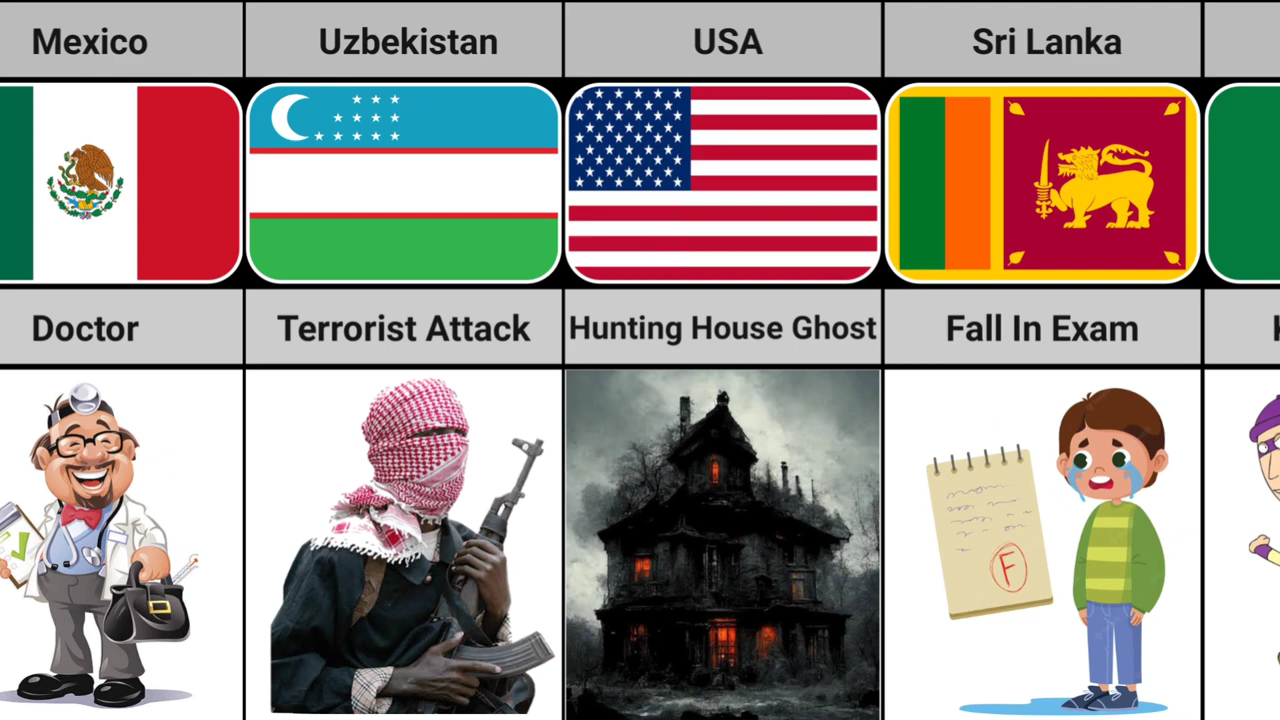 Mexico
Uzbekistan
USA
Sri Lanka
Doctor
Terrorist Attack
Hunting House Ghost
Fall In Exam
F